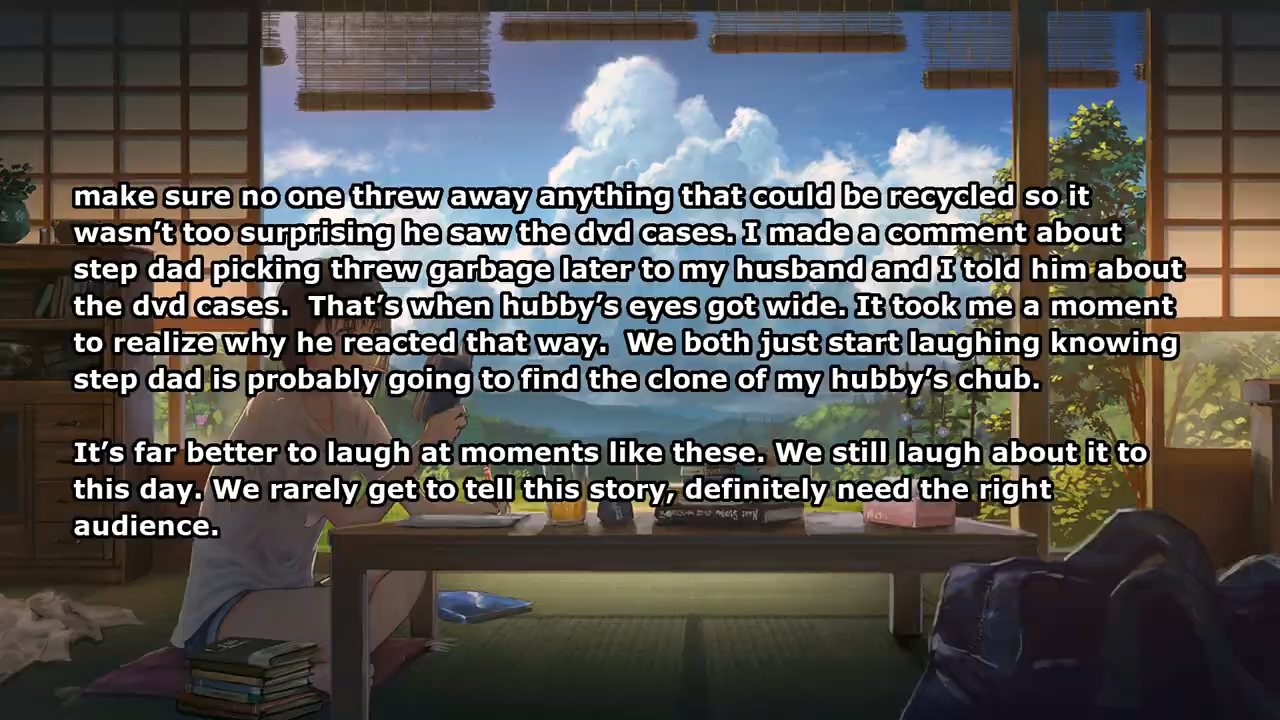 make sure no one threw away anything that could be recycled so it
wasn’t too surprising he saw the dvd cases. I made a comment about
step dad picking threw garbage later to my husband and I told him about
the dvd cases.  That’s when hubby’s eyes got wide. It took me a moment
to realize why he reacted that way.  We both just start laughing knowing
step dad is probably going to find the clone of my hubby’s chub.
It’s far better to laugh at moments like these. We still laugh about it to
this day. We rarely get to tell this story, definitely need the right
audience.